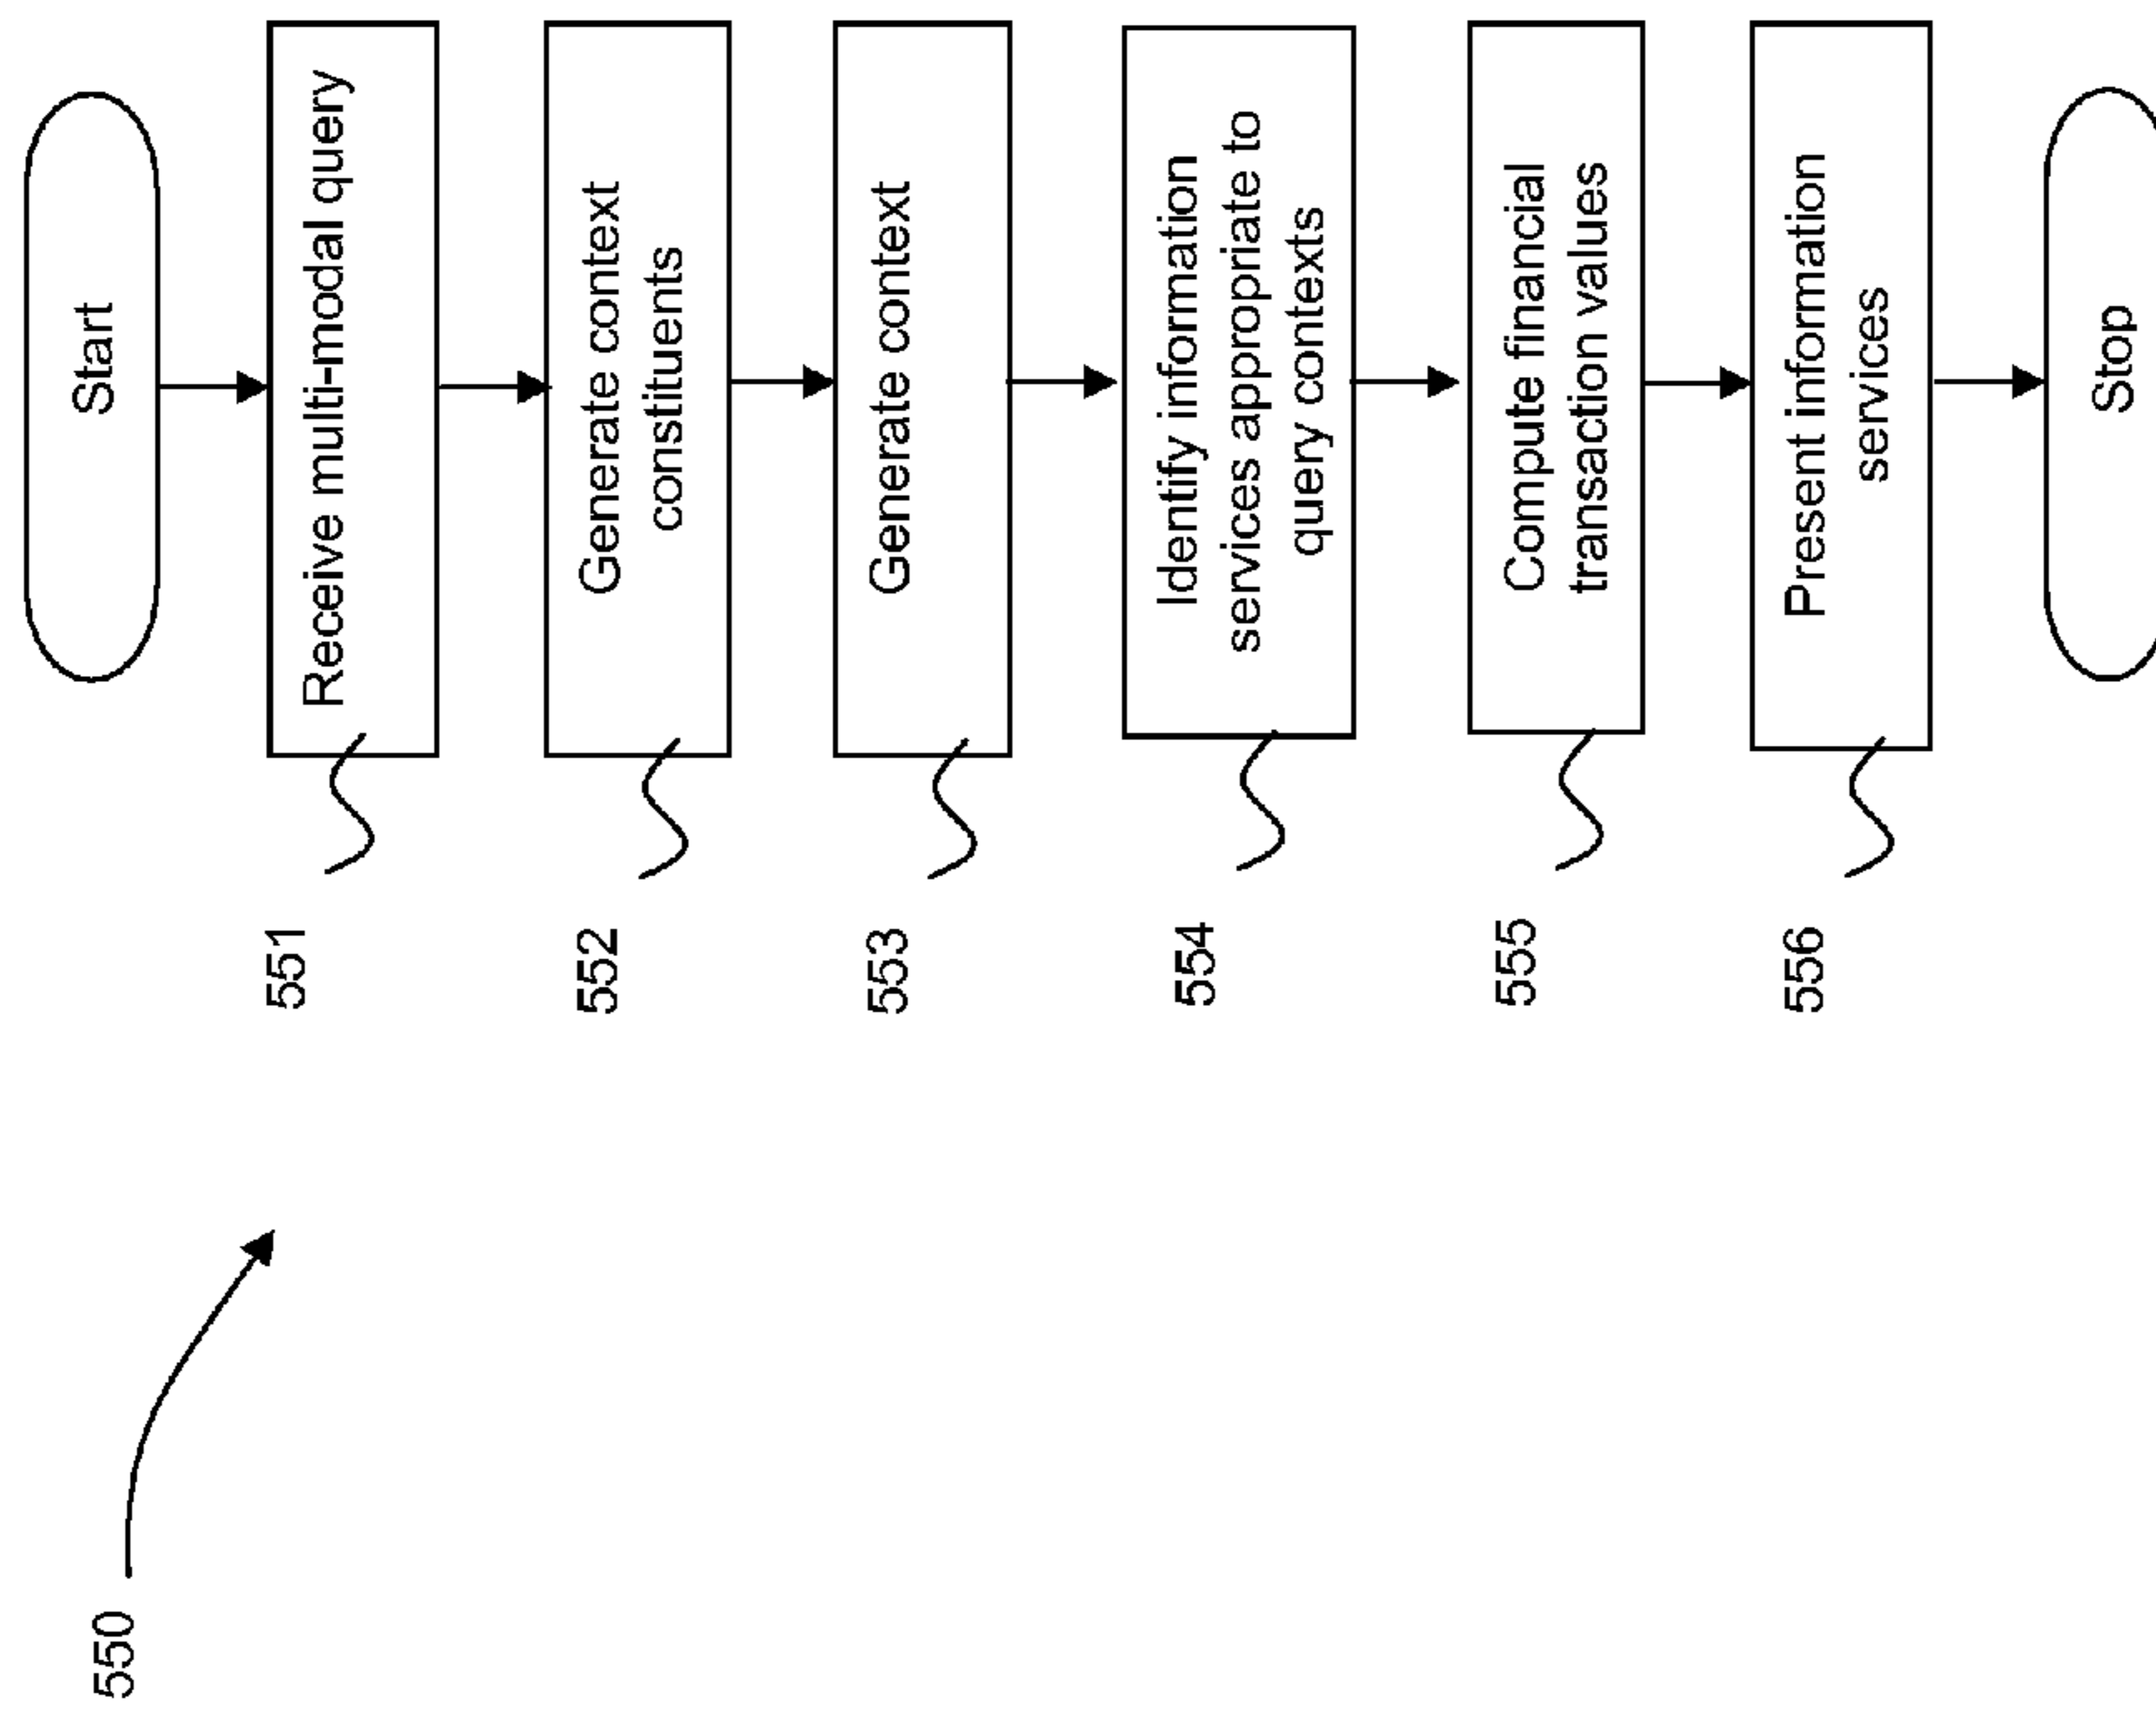 550
Start
551
Receive multi-modal query
552
Generate context
constituents
553
Generate context
554
Identify information
services appropriate to
query contexts
555
Compute financial
transaction values
556
Present information
services
Stop